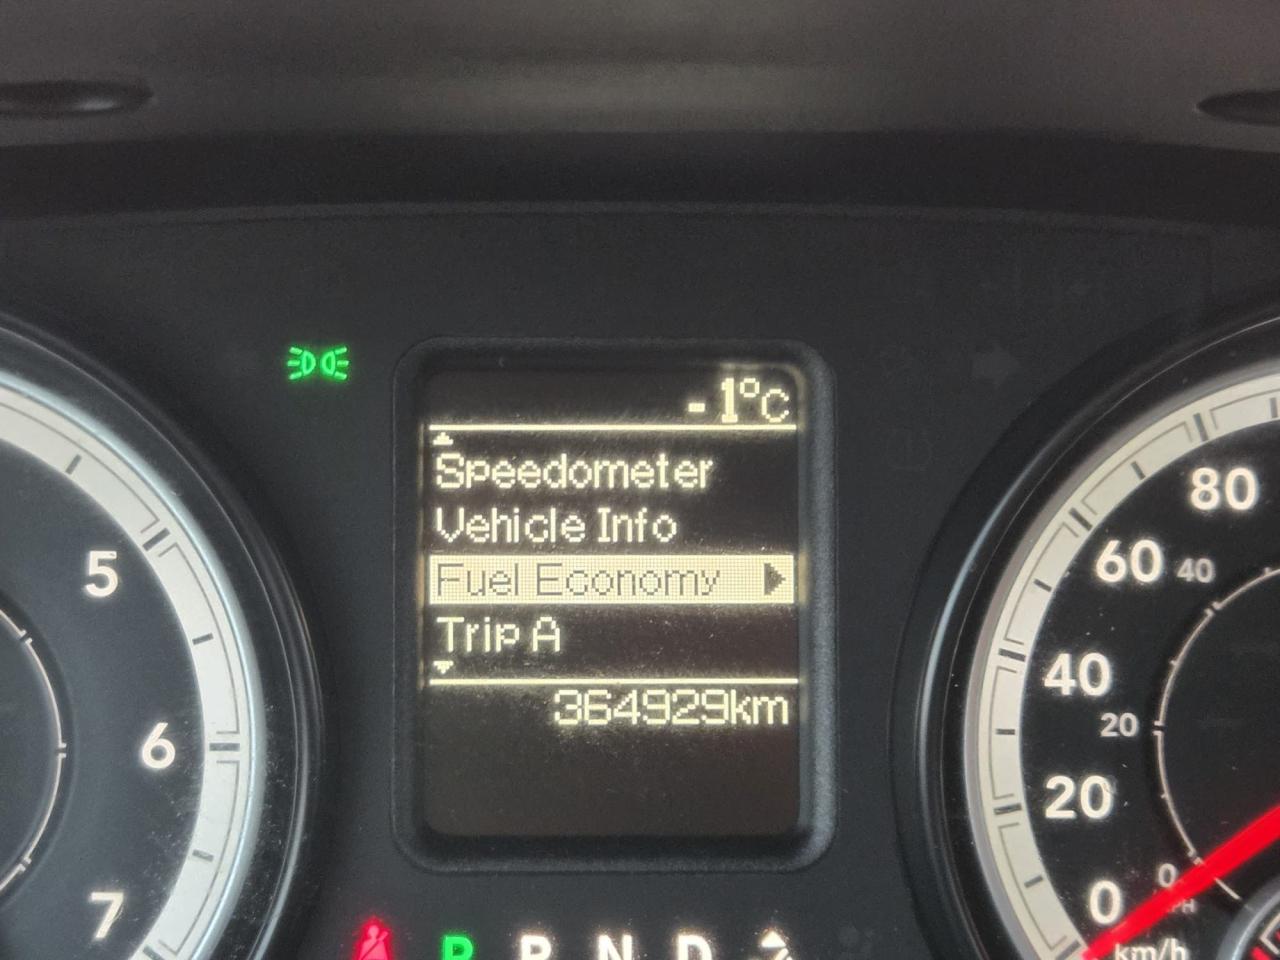 -1°C
Speedometer
Vehicle Info
Fuel Economy
Trip A
364929km
5
6
7
80
60 40
40
20
20
0
0
km/h
P R N D